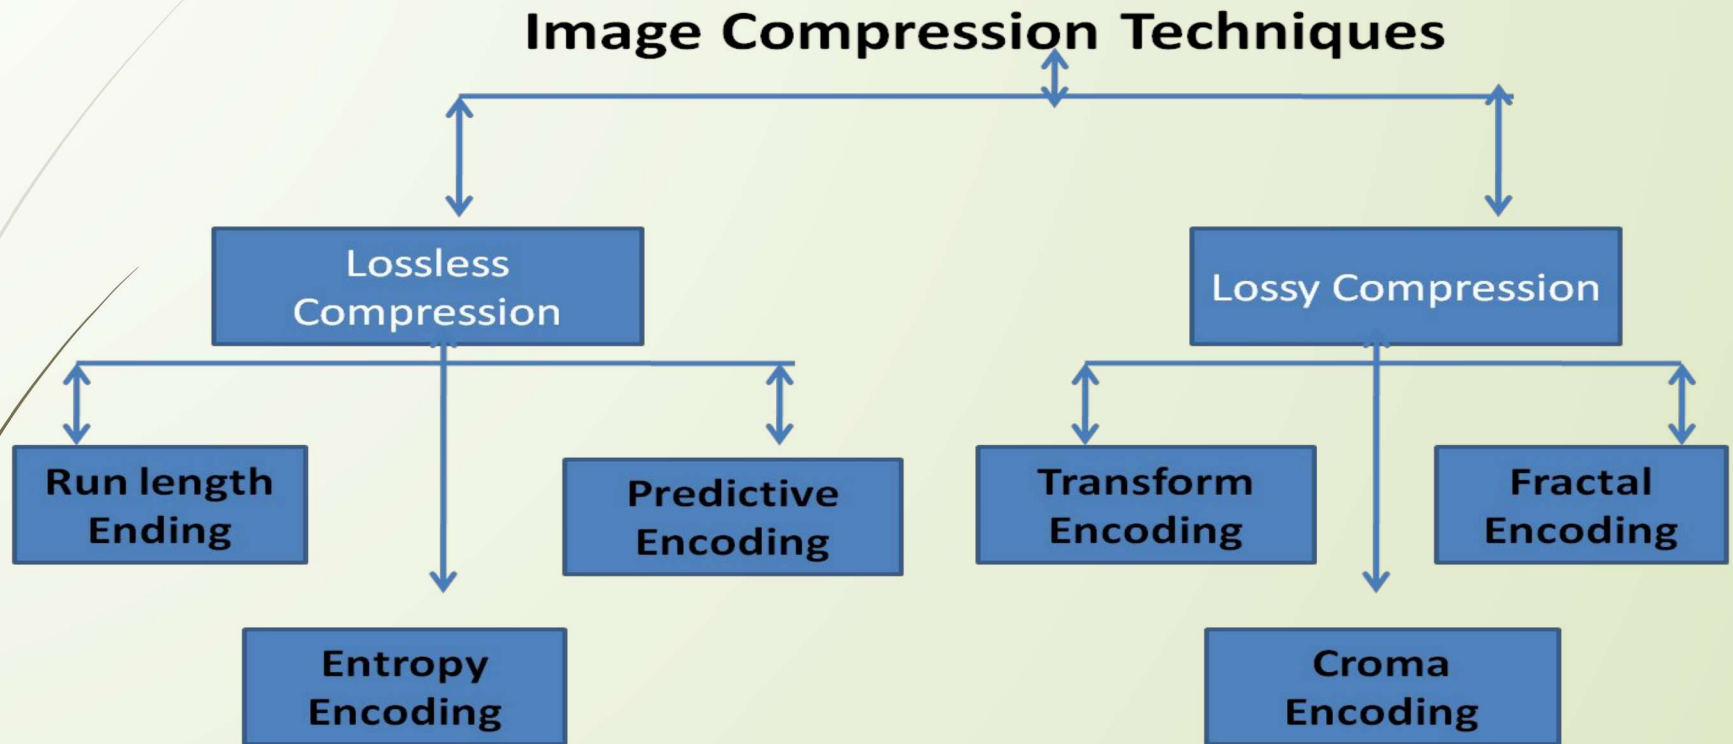 Image Compression Techniques
Lossless
Compression
Lossy Compression
Run length
Ending
Predictive
Encoding
Transform
Encoding
Fractal
Encoding
Entropy
Encoding
Croma
Encoding